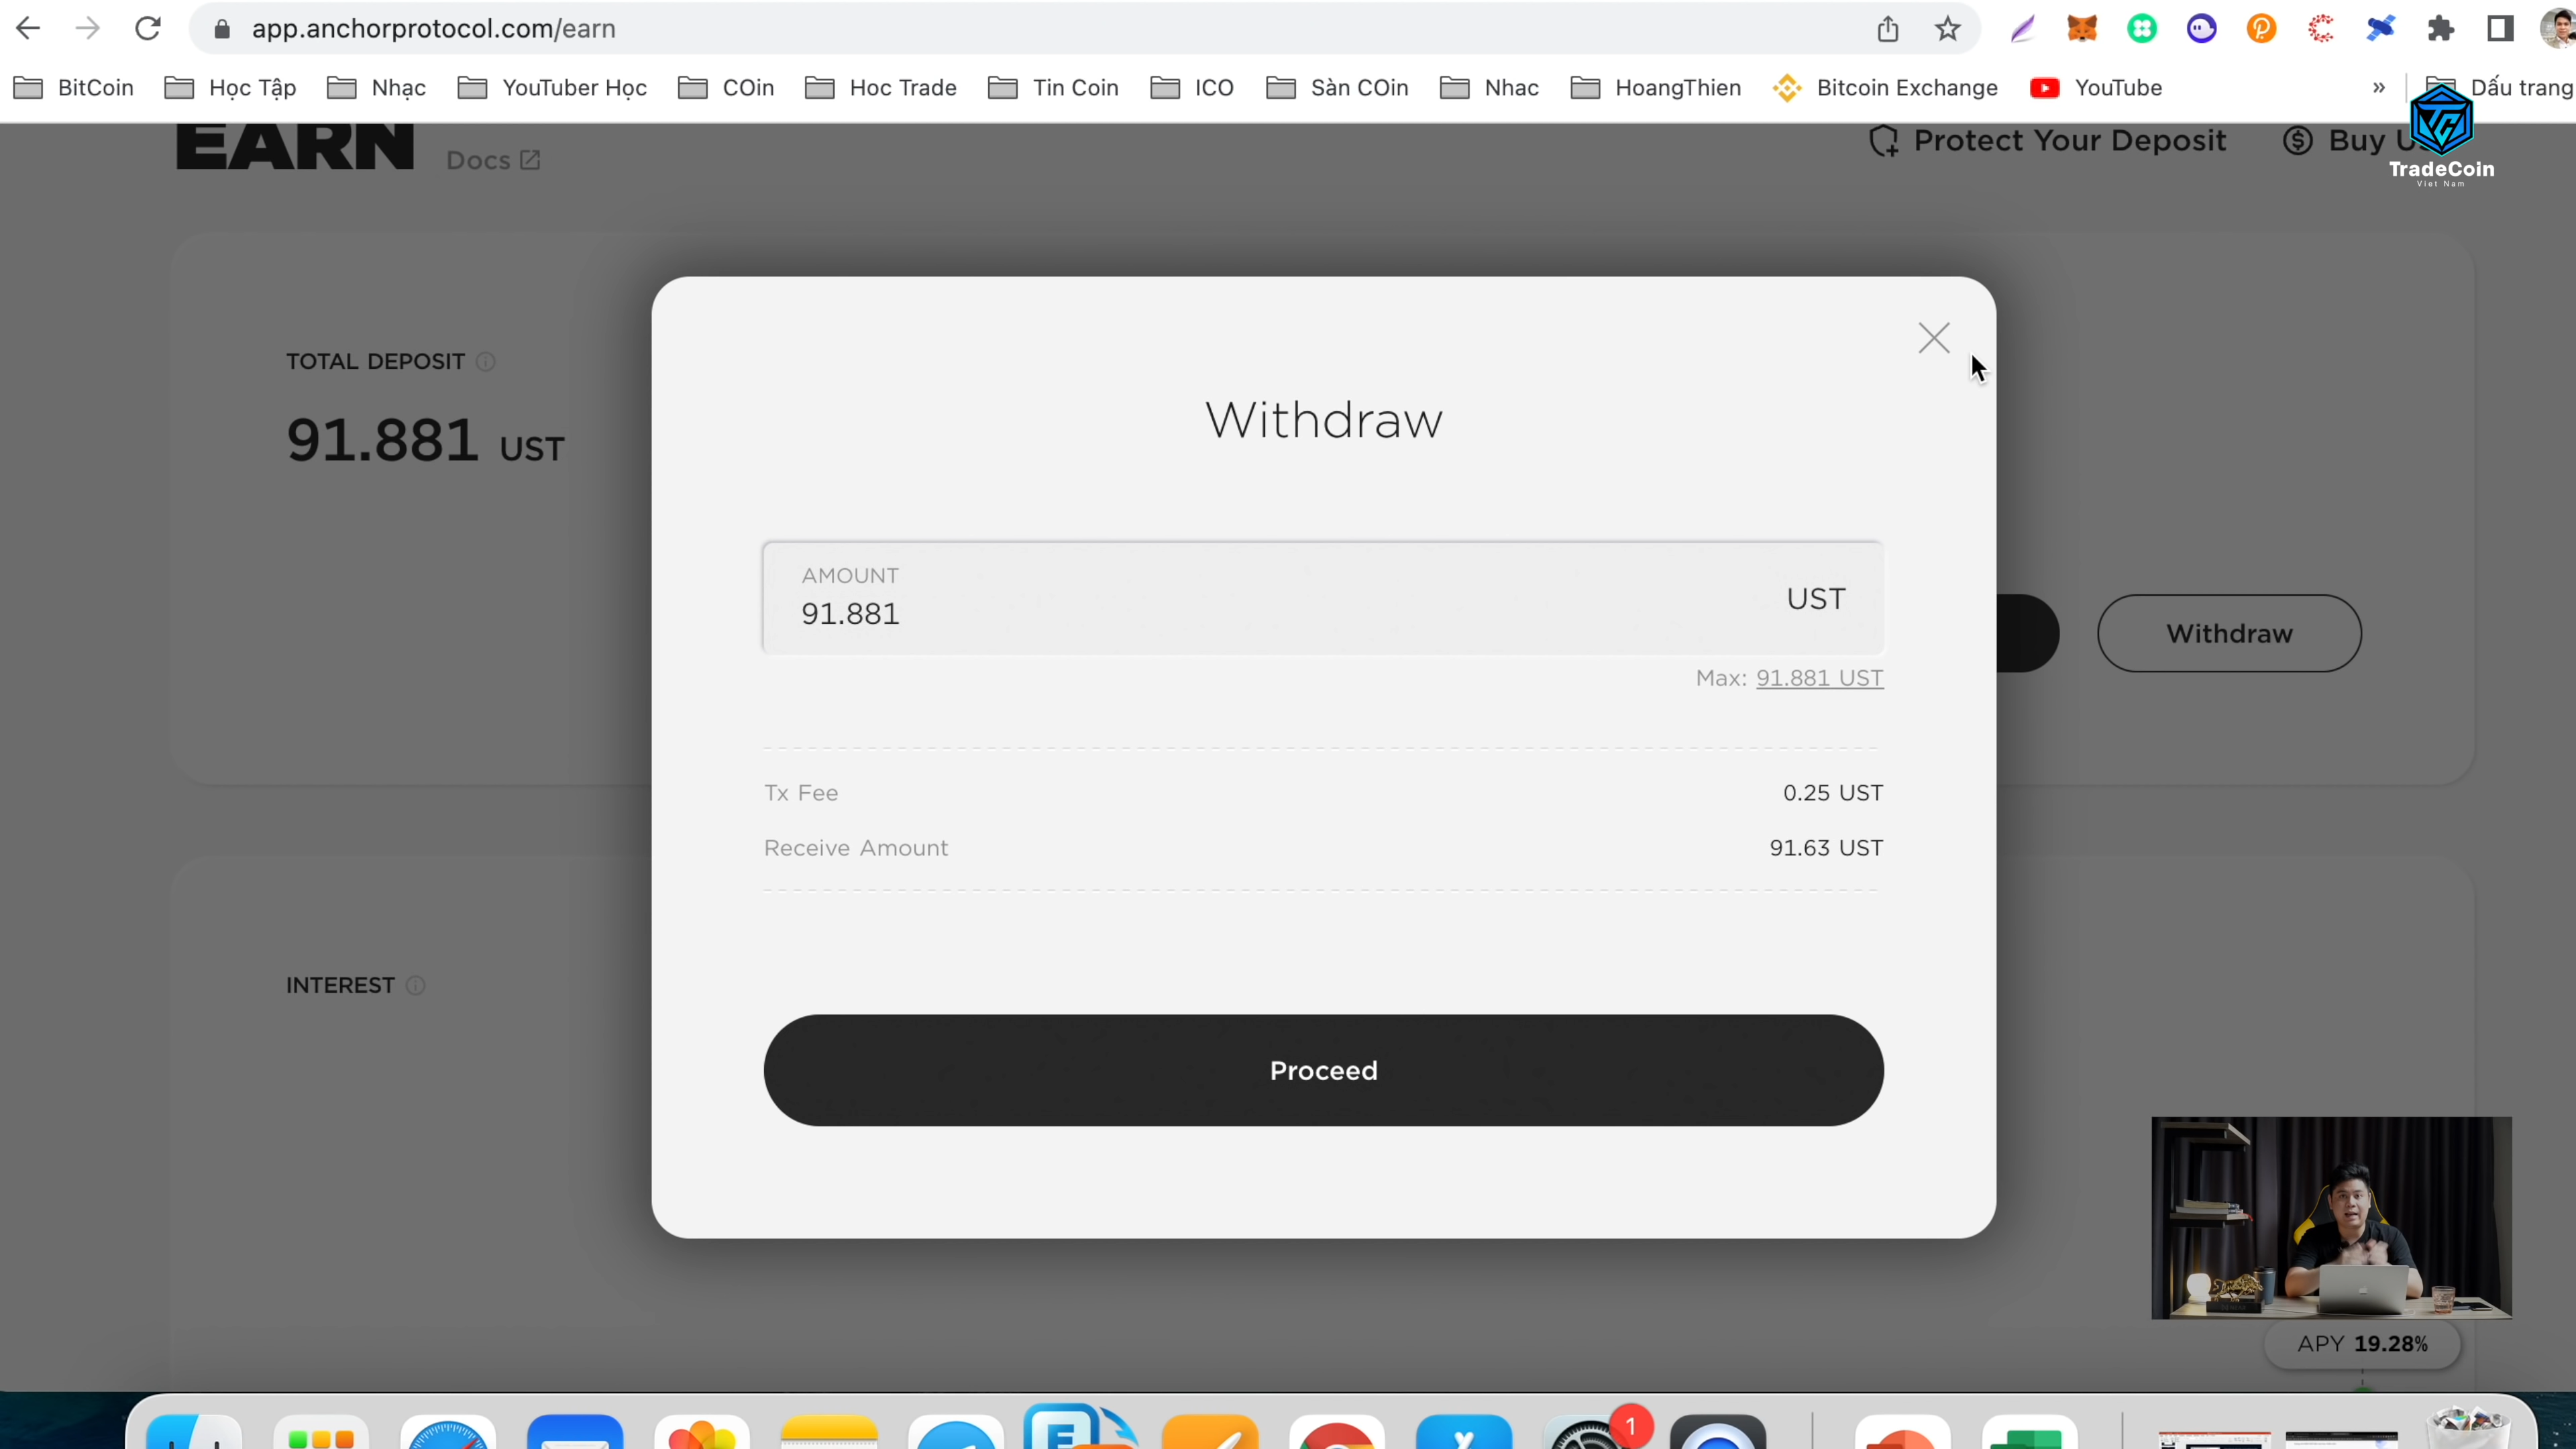 app.anchorprotocol.com/earn
BitCoin
Học Tập
Nhạc
YouTuber Học
COin
Hoc Trade
Tin Coin
ICO
Sàn COin
Nhac
HoangThien
Bitcoin Exchange
YouTube
»
Dấu trang
EARN
Docs
Protect Your Deposit
Buy
TradeCoin
Viet Nam
TOTAL DEPOSIT
91.881 UST
Withdraw
AMOUNT
91.881
UST
Max: 91.881 UST
Withdraw
Tx Fee
0.25 UST
Receive Amount
91.63 UST
INTEREST
Proceed
APY 19.28%
1